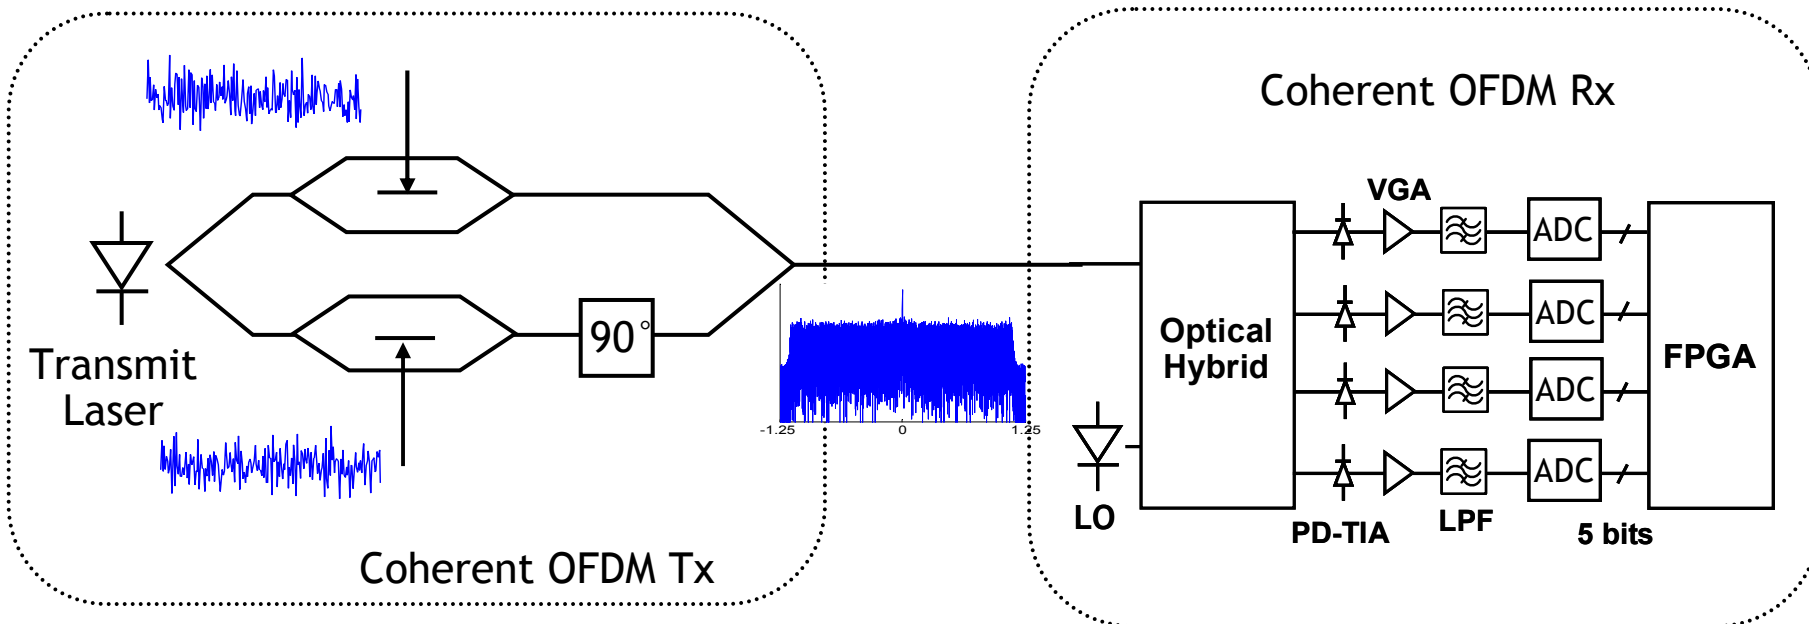 Coherent OFDM Rx
VGA
ADC
90°
ADC
Optical
Hybrid
FPGA
Transmit
Laser
ADC
-1.25
0
1.25
ADC
LO
PD-TIA
LPF
5 bits
Coherent OFDM Tx